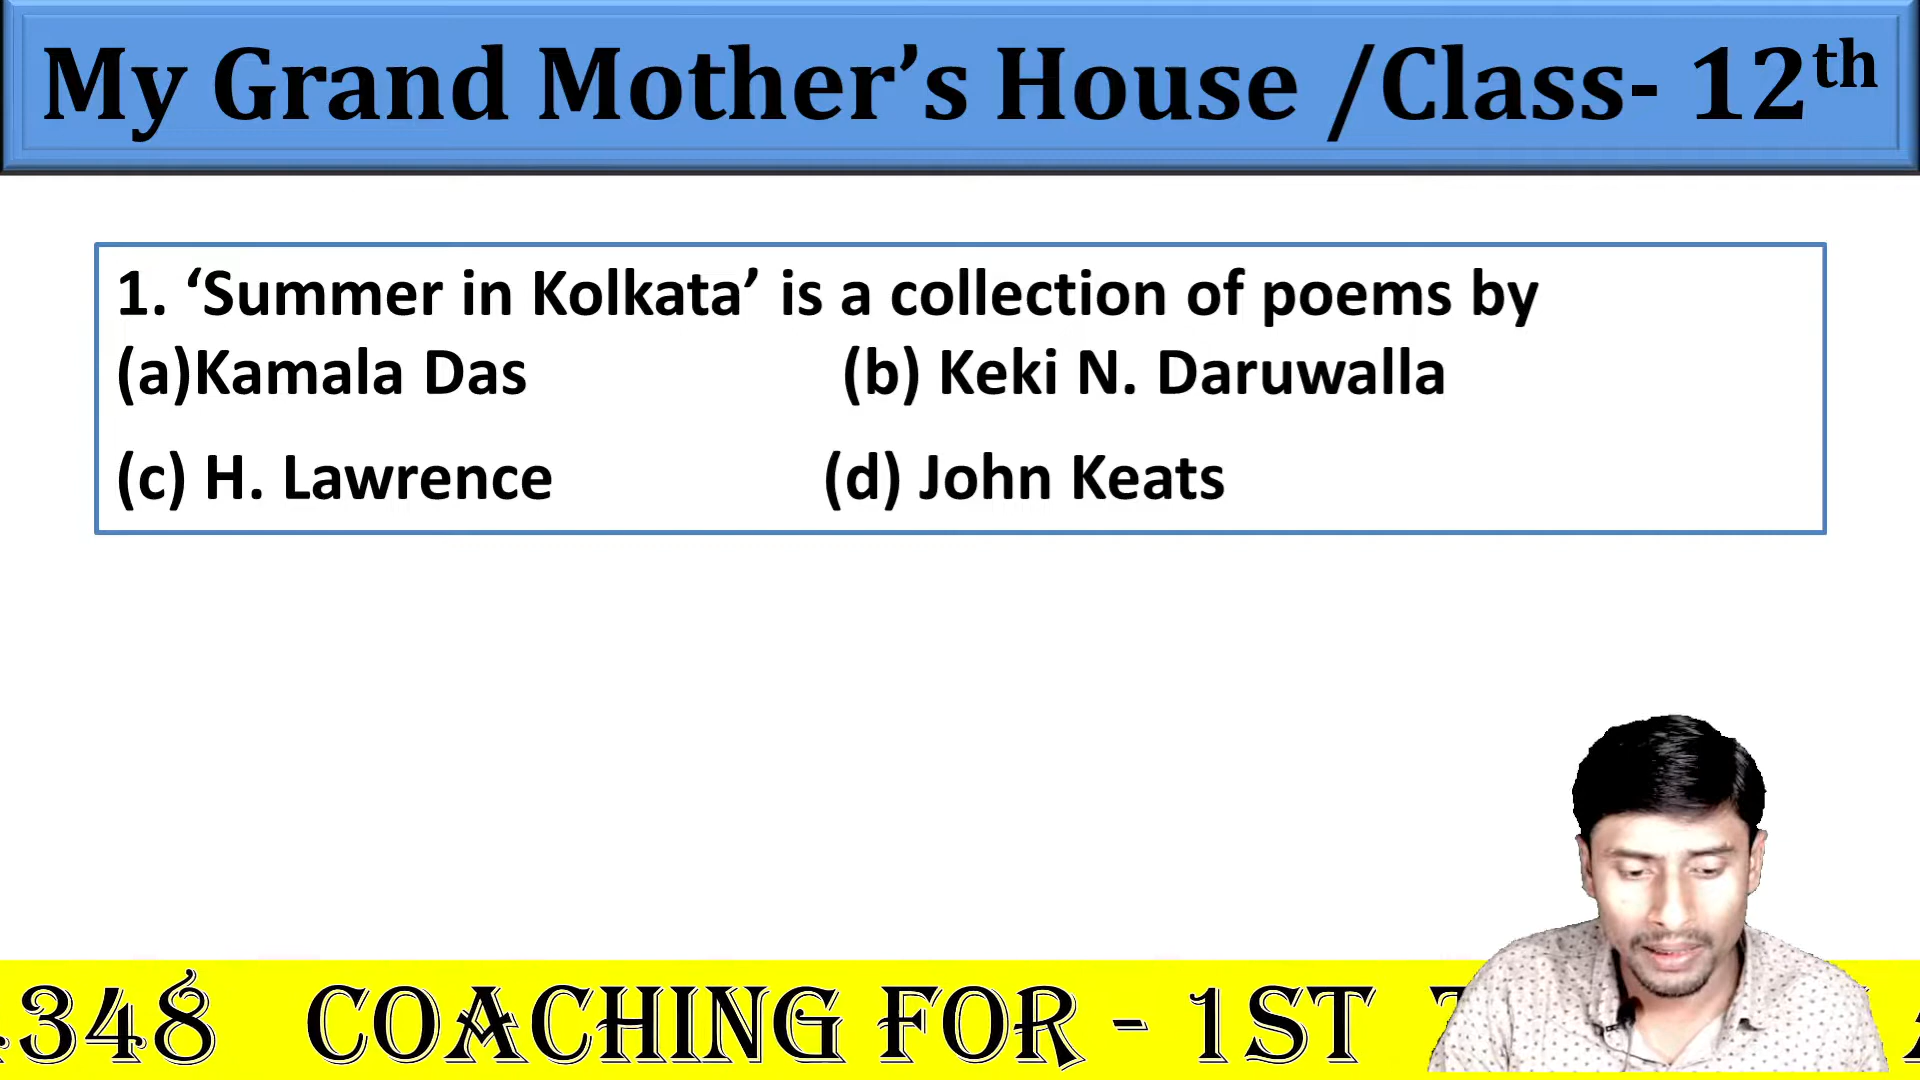 My Grand Mother’s House /Class- 12th
1. ‘Summer in Kolkata’ is a collection of poems by
(a)Kamala Das (b) Keki N. Daruwalla
(c) H. Lawrence (d) John Keats
348 COACHING FOR - 1ST